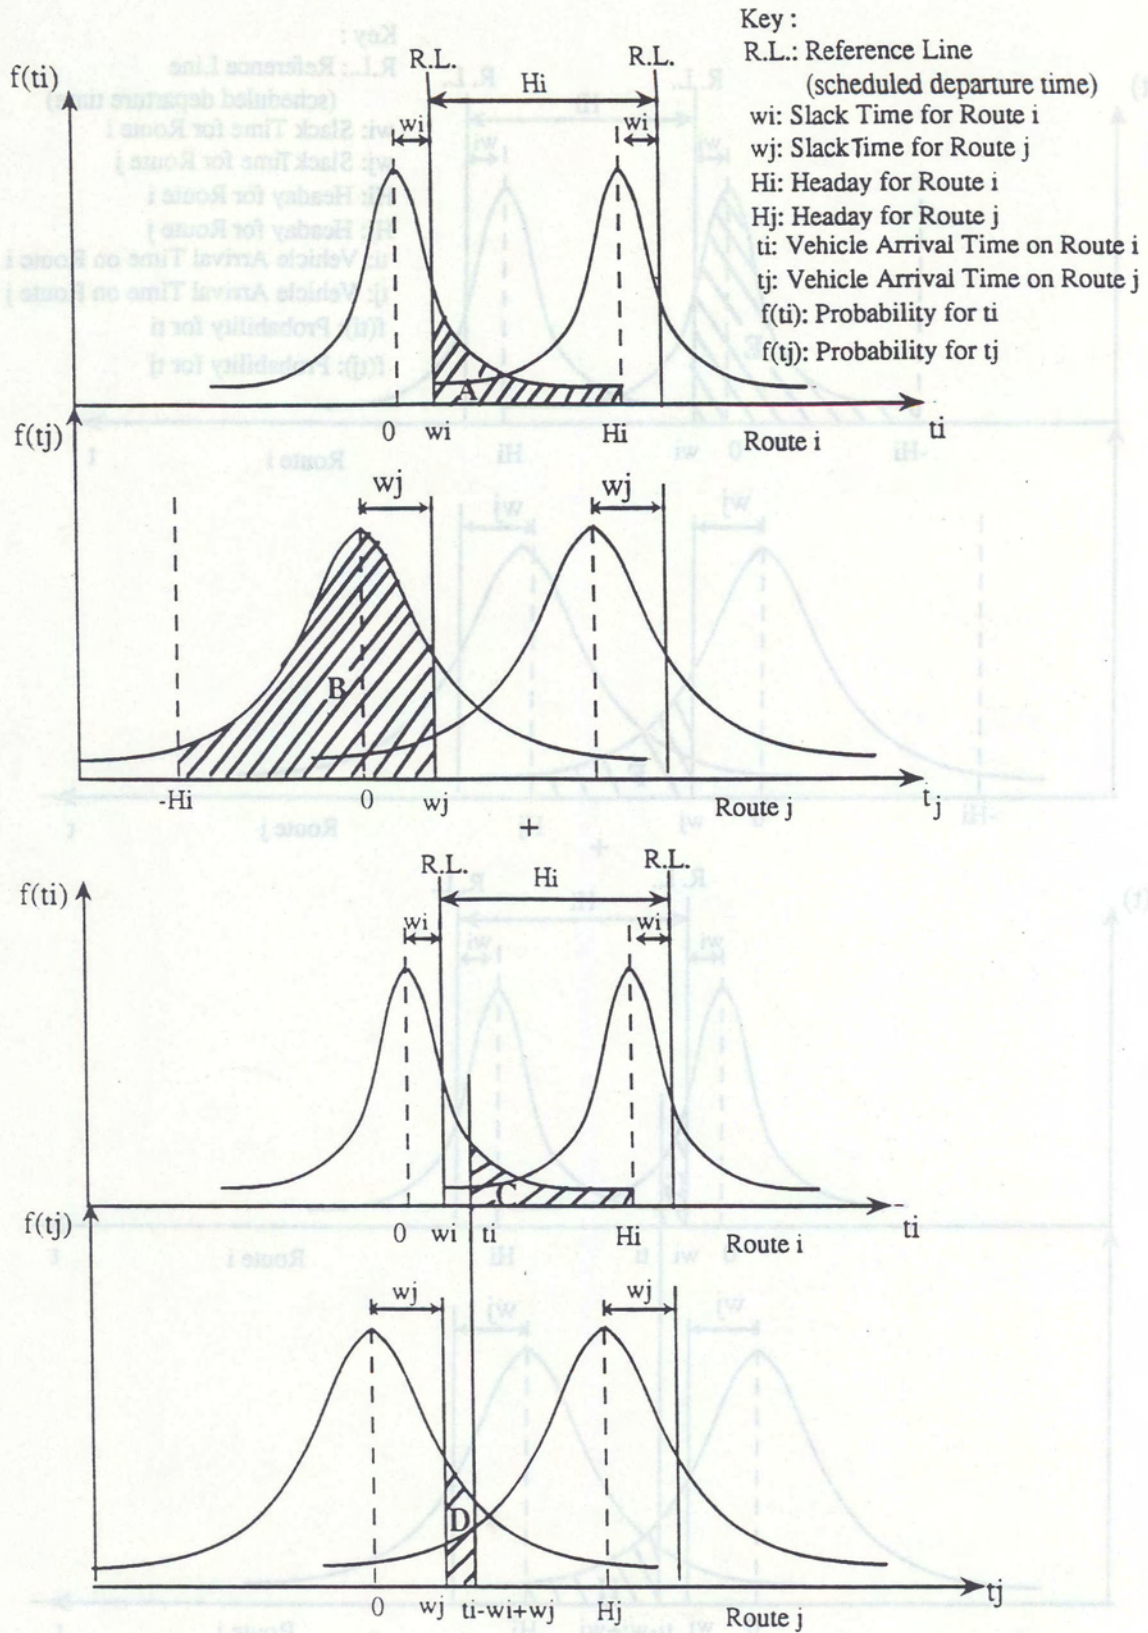 Key :
R.L.: Reference Line
(scheduled departure time)
wi: Slack Time for Route i
wj: Slack Time for Route j
Hi: Headay for Route i
Hj: Headay for Route j
ti: Vehicle Arrival Time on Route i
tj: Vehicle Arrival Time on Route j
f(ti): Probability for ti
f(tj): Probability for tj
R.L. R.L.
f(ti) Hi
wi wi
A
0 wi Hi Route i ti
f(tj)
wj wj
B
-Hi 0 wj Route j tj
+
R.L. R.L.
f(ti) Hi
wi wi
C
0 wi ti Hi Route i ti
f(tj)
wj wj
D
0 wj ti-wi+wj Hj Route j tj